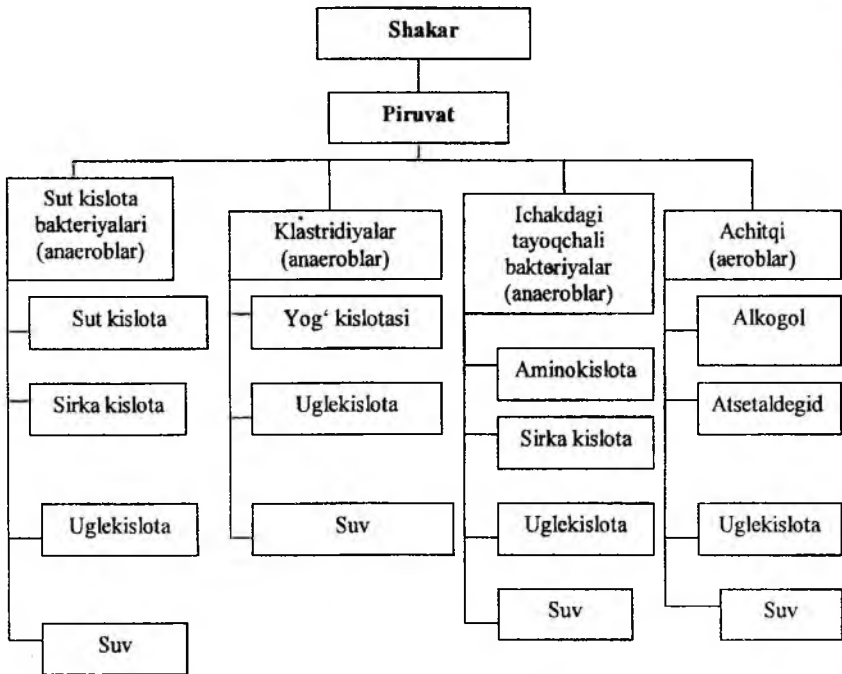 Shakar
Piruvat
Sut kislota
bakteriyalari
(anaeroblar)
Sut kislota
Sirka kislota
Uglekislota
Suv
Klastridiyalar
(anaeroblar)
Yog‘ kislotasi
Uglekislota
Suv
Ichakdagi
tayoqchali
bakteriyalar
(anaeroblar)
Aminokislota
Sirka kislota
Uglekislota
Suv
Achitqi
(aeroblar)
Alkogol
Atsetaldegid
Uglekislota
Suv